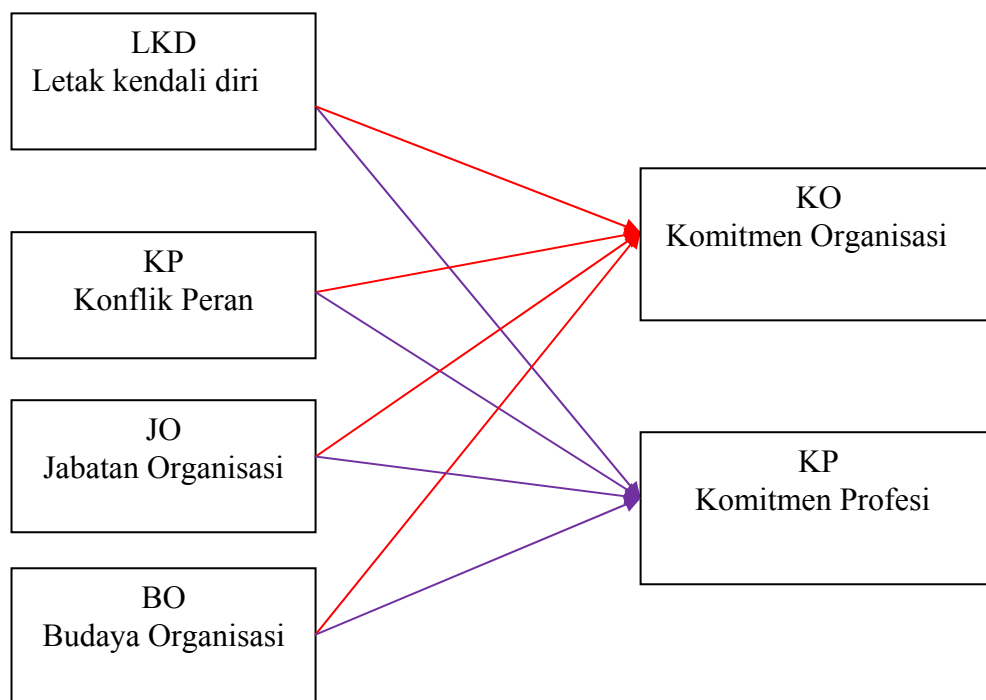 LKD
Letak kendali diri
KP
Konflik Peran
JO
Jabatan Organisasi
BO
Budaya Organisasi
KO
Komitmen Organisasi
KP
Komitmen Profesi